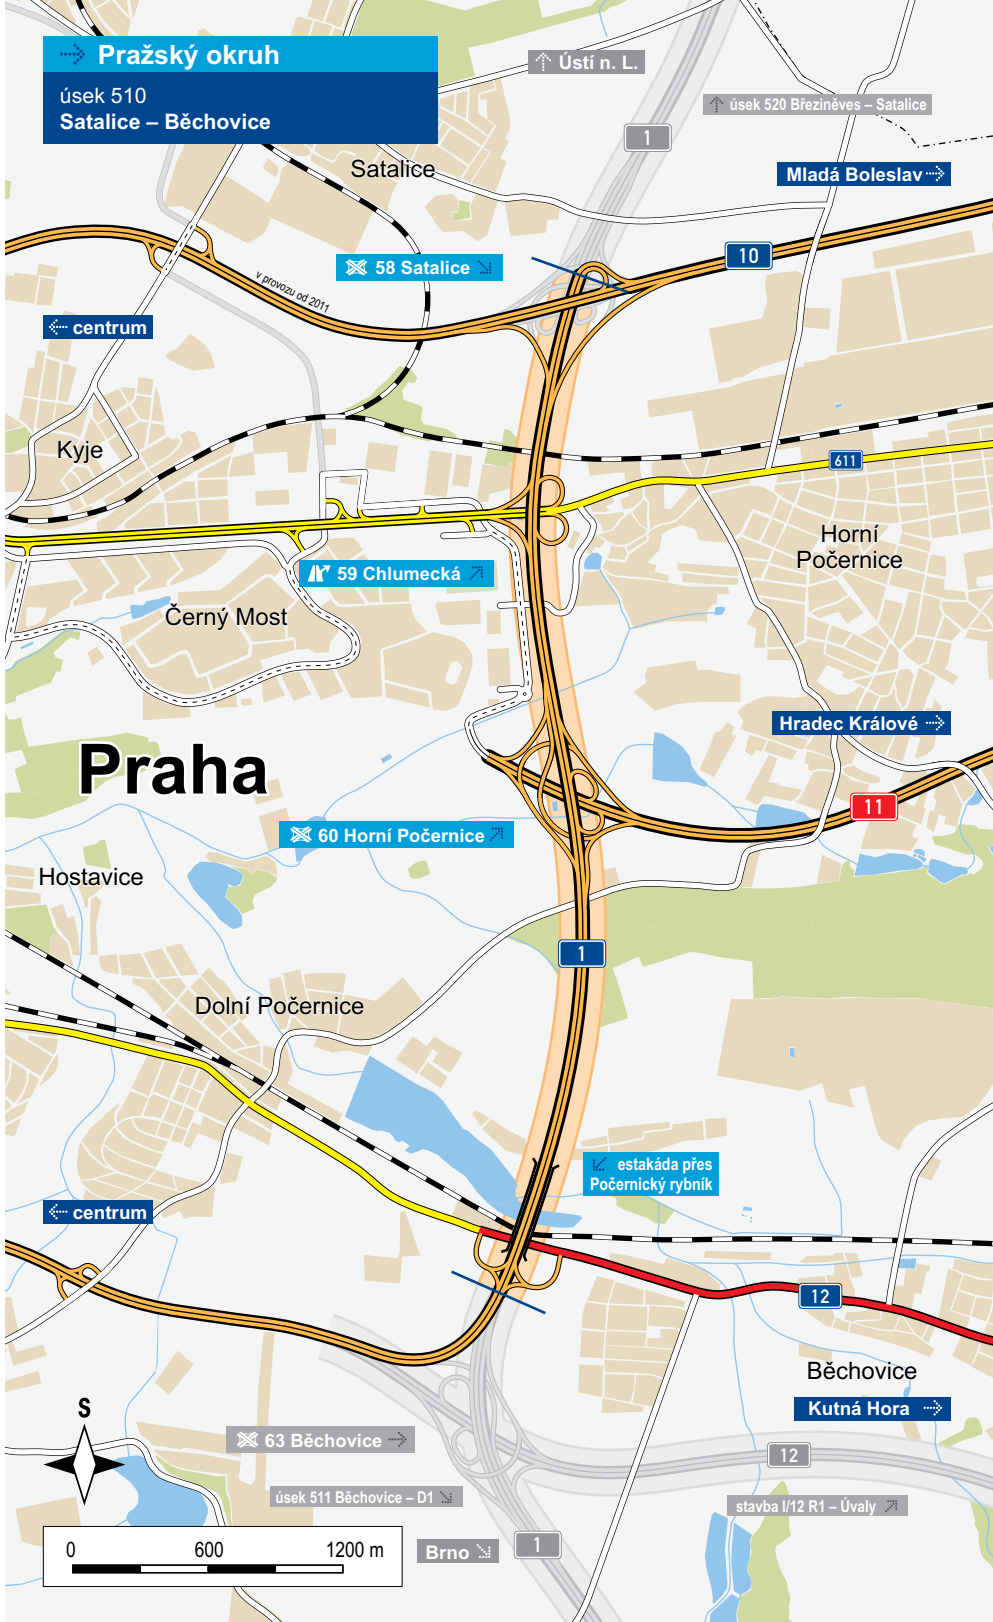 Pražský okruh
úsek 510
Satalice – Běchovice
Ústí n. L.
úsek 520 Březiněves – Satalice
1
Satalice
Mladá Boleslav
10
58 Satalice
v provozu od 2011
centrum
Kyje
611
Horní
Počernice
59 Chlumecká
Černý Most
Hradec Králové
Praha
11
60 Horní Počernice
Hostavice
1
Dolní Počernice
estakáda přes
Počernický rybník
centrum
12
Běchovice
Kutná Hora
S
63 Běchovice
12
úsek 511 Běchovice – D1
stavba I/12 R1 – Úvaly
Brno
1
0 600 1200 m